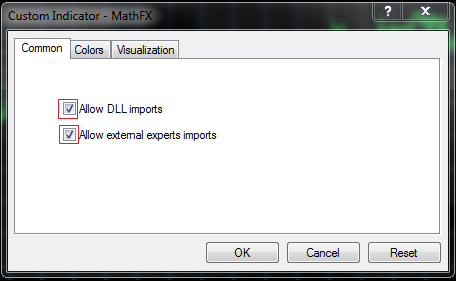 Custom Indicator - MathFX
Common Colors Visualization
Allow DLL imports
Allow external experts imports
OK Cancel Reset